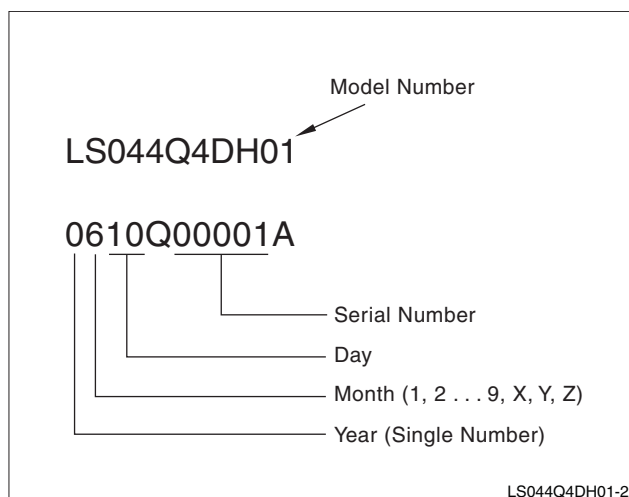 Model Number
LS044Q4DH01
0610Q00001A
Serial Number
Day
Month (1, 2 . . . 9, X, Y, Z)
Year (Single Number)
LS044Q4DH01-2